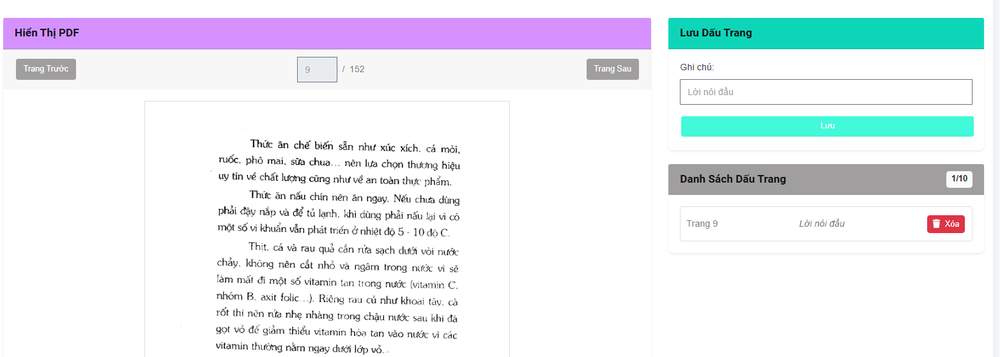 Hiển Thị PDF
Trang Trước
9 / 152
Trang Sau
Thức ăn chế biến sẵn như xúc xích, cá mòi,
ruốc, phô mai, sữa chua... nên lựa chọn thương hiệu
uy tín về chất lượng cũng như về an toàn thực phẩm.
Thức ăn nấu chín nên ăn ngay. Nếu chưa dùng
phải đậy nắp và để tủ lạnh, khi dùng phải nấu lại vì có
một số vi khuẩn vẫn phát triển ở nhiệt độ 5 - 10 độ C.
Thịt, cá và rau quả cần rửa sạch dưới vòi nước
chảy, không nên cắt nhỏ và ngâm trong nước vì sẽ
làm mất đi một số vitamin tan trong nước (vitamin C,
nhóm B, axit folic...). Riêng rau củ như khoai tây, cà
rốt thì nên rửa nhẹ nhàng trong chậu nước sau khi đã
gọt vỏ để giảm thiểu vitamin hòa tan vào nước vì các
vitamin thường nằm ngay dưới lớp vỏ...
Lưu Dấu Trang
Ghi chú:
Lời nói đầu
Lưu
Danh Sách Dấu Trang 1/10
Trang 9 Lời nói đầu Xóa